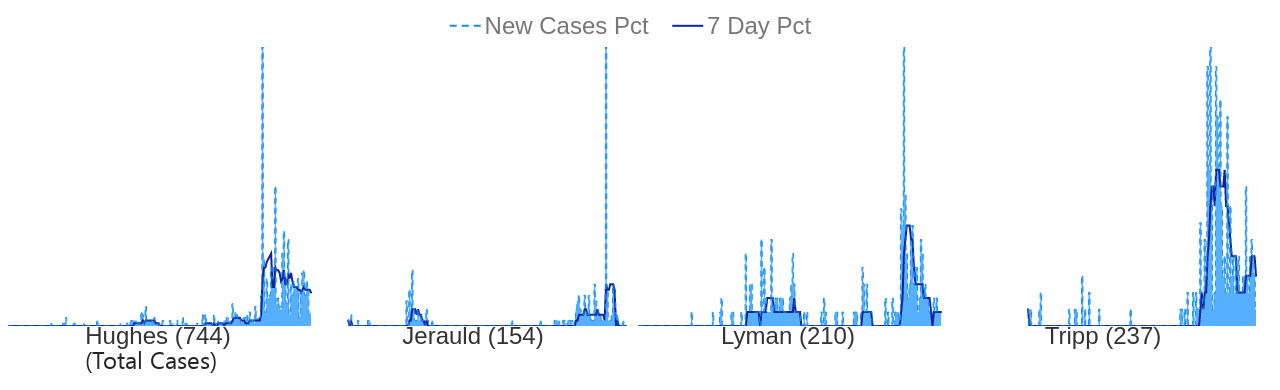 New Cases Pct 7 Day Pct
Hughes (744) Jerauld (154) Lyman (210) Tripp (237)
(Total Cases)